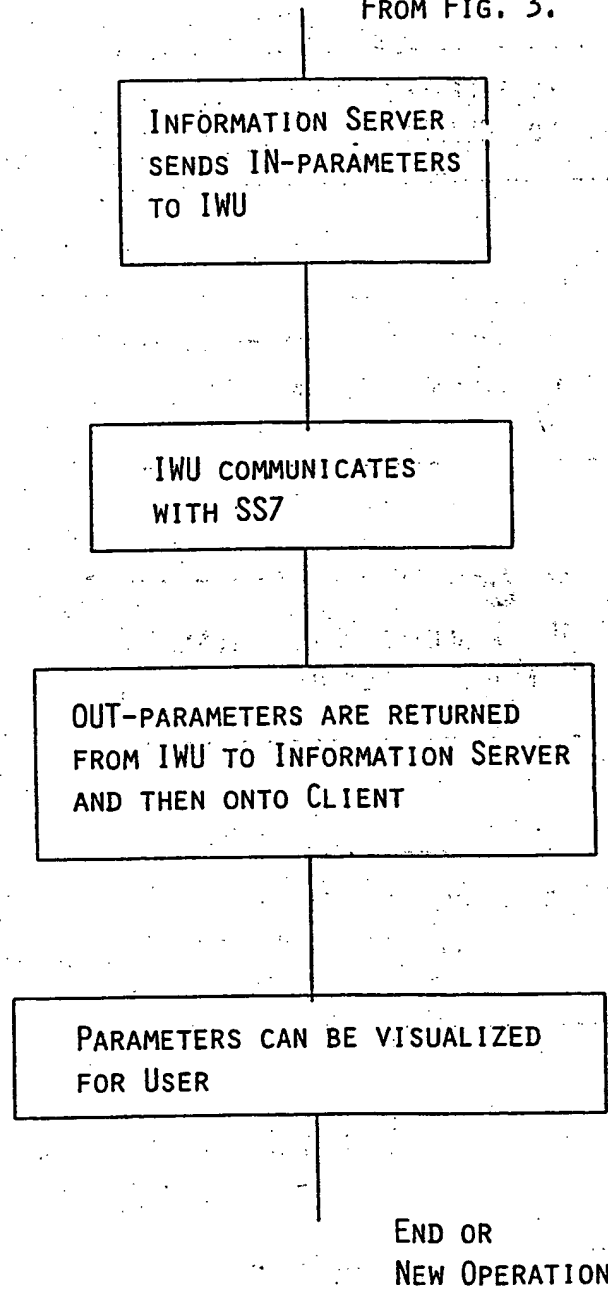 FROM FIG. 3.
INFORMATION SERVER
SENDS IN-PARAMETERS
TO IWU
IWU COMMUNICATES
WITH SS7
OUT-PARAMETERS ARE RETURNED
FROM IWU TO INFORMATION SERVER
AND THEN ONTO CLIENT
PARAMETERS CAN BE VISUALIZED
FOR USER
END OR
NEW OPERATION